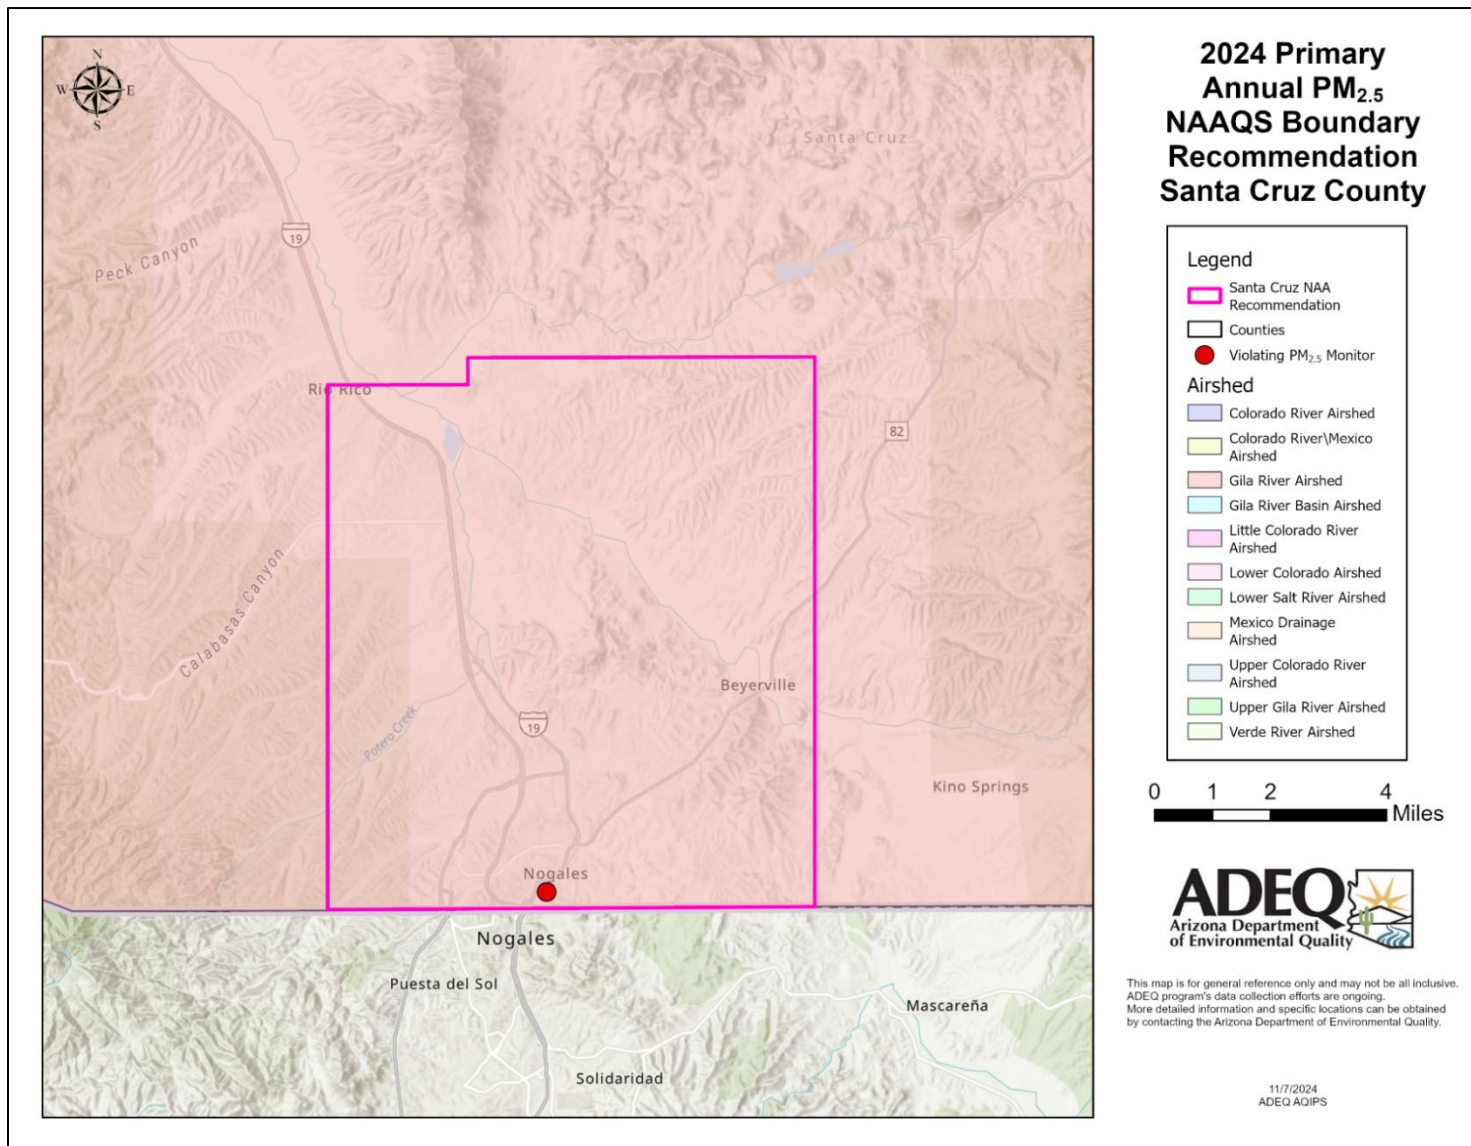 2024 Primary
Annual PM2.5
NAAQS Boundary
Recommendation
Santa Cruz County
N
W
E
S
Santa Cruz
19
Peck Canyon
Rio Rico
82
Calabasas Canyon
Beyerville
Potero Creek
19
Kino Springs
Nogales
Nogales
Puesta del Sol
Mascareña
Solidaridad
Legend
Santa Cruz NAA
Recommendation
Counties
Violating PM2.5 Monitor
Airshed
Colorado River Airshed
Colorado River\Mexico
Airshed
Gila River Airshed
Gila River Basin Airshed
Little Colorado River
Airshed
Lower Colorado Airshed
Lower Salt River Airshed
Mexico Drainage
Airshed
Upper Colorado River
Airshed
Upper Gila River Airshed
Verde River Airshed
0 1 2 4
Miles
ADEQ
Arizona Department
of Environmental Quality
This map is for general reference only and may not be all inclusive.
ADEQ program's data collection efforts are ongoing.
More detailed information and specific locations can be obtained
by contacting the Arizona Department of Environmental Quality.
11/7/2024
ADEQ AQIPS